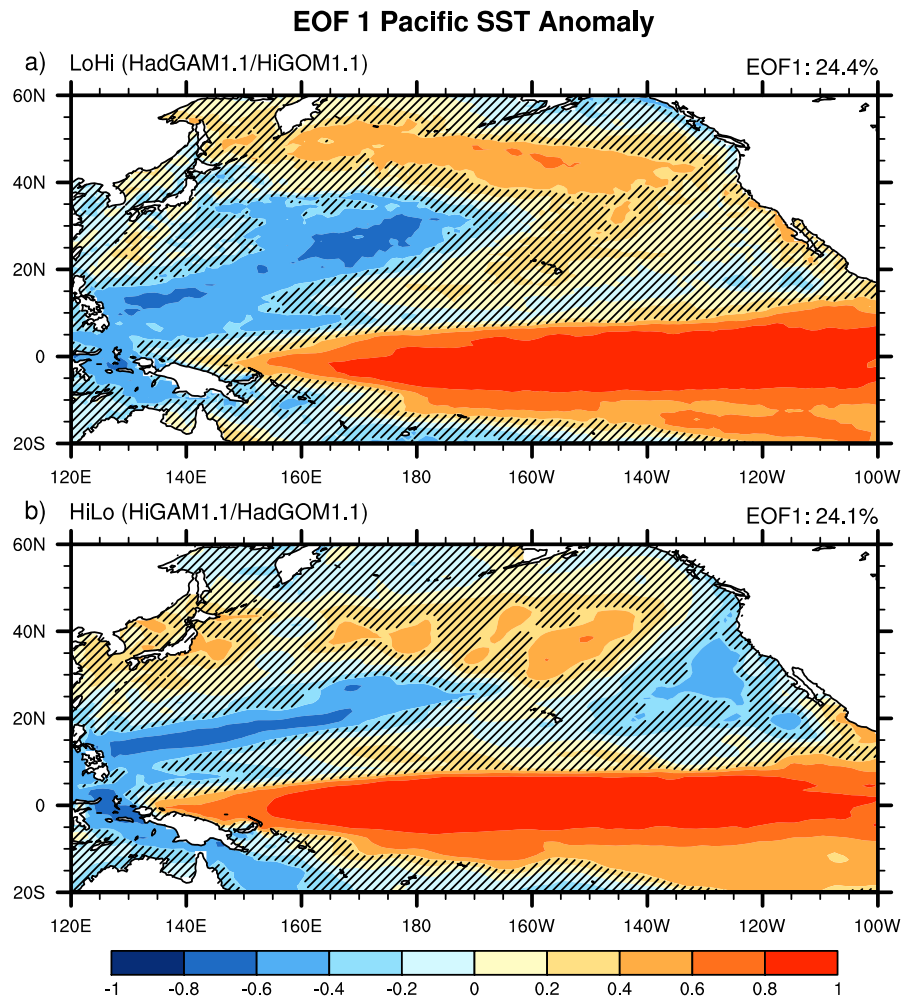 EOF 1 Pacific SST Anomaly
a) LoHi (HadGAM1.1/HiGOM1.1) EOF1: 24.4%
60N
40N
20N
0
20S
120E 140E 160E 180 160W 140W 120W 100W
b) HiLo (HiGAM1.1/HadGOM1.1) EOF1: 24.1%
60N
40N
20N
0
20S
120E 140E 160E 180 160W 140W 120W 100W
-1 -0.8 -0.6 -0.4 -0.2 0 0.2 0.4 0.6 0.8 1